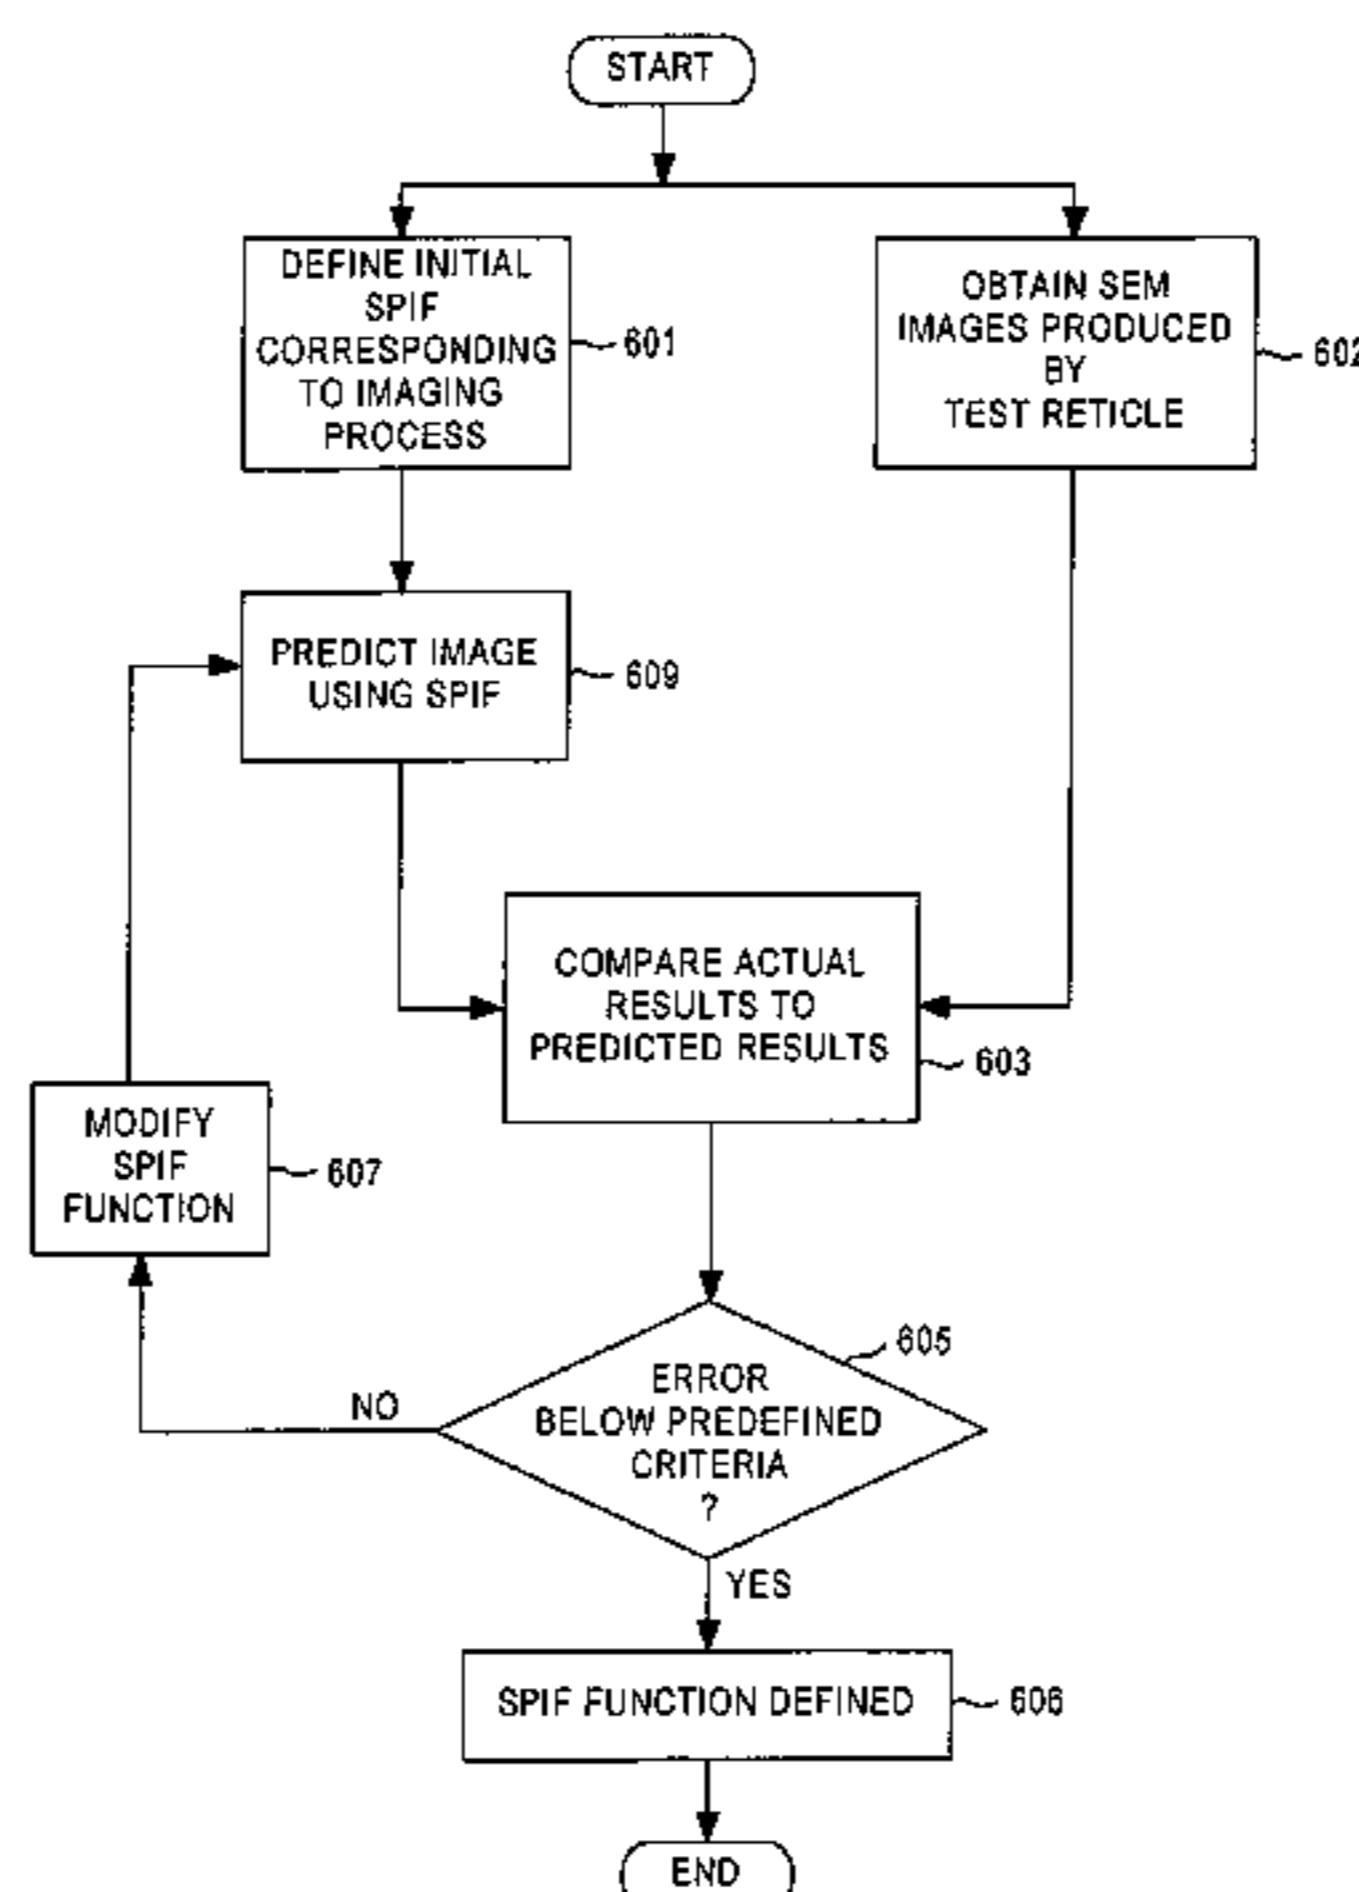 START
DEFINE INITIAL
SPIF
CORRESPONDING
TO IMAGING
PROCESS
601
OBTAIN SEM
IMAGES PRODUCED
BY
TEST RETICLE
602
PREDICT IMAGE
USING SPIF
609
COMPARE ACTUAL
RESULTS TO
PREDICTED RESULTS
603
MODIFY
SPIF
FUNCTION
607
605
ERROR
BELOW PREDEFINED
CRITERIA
?
NO
YES
SPIF FUNCTION DEFINED
606
END